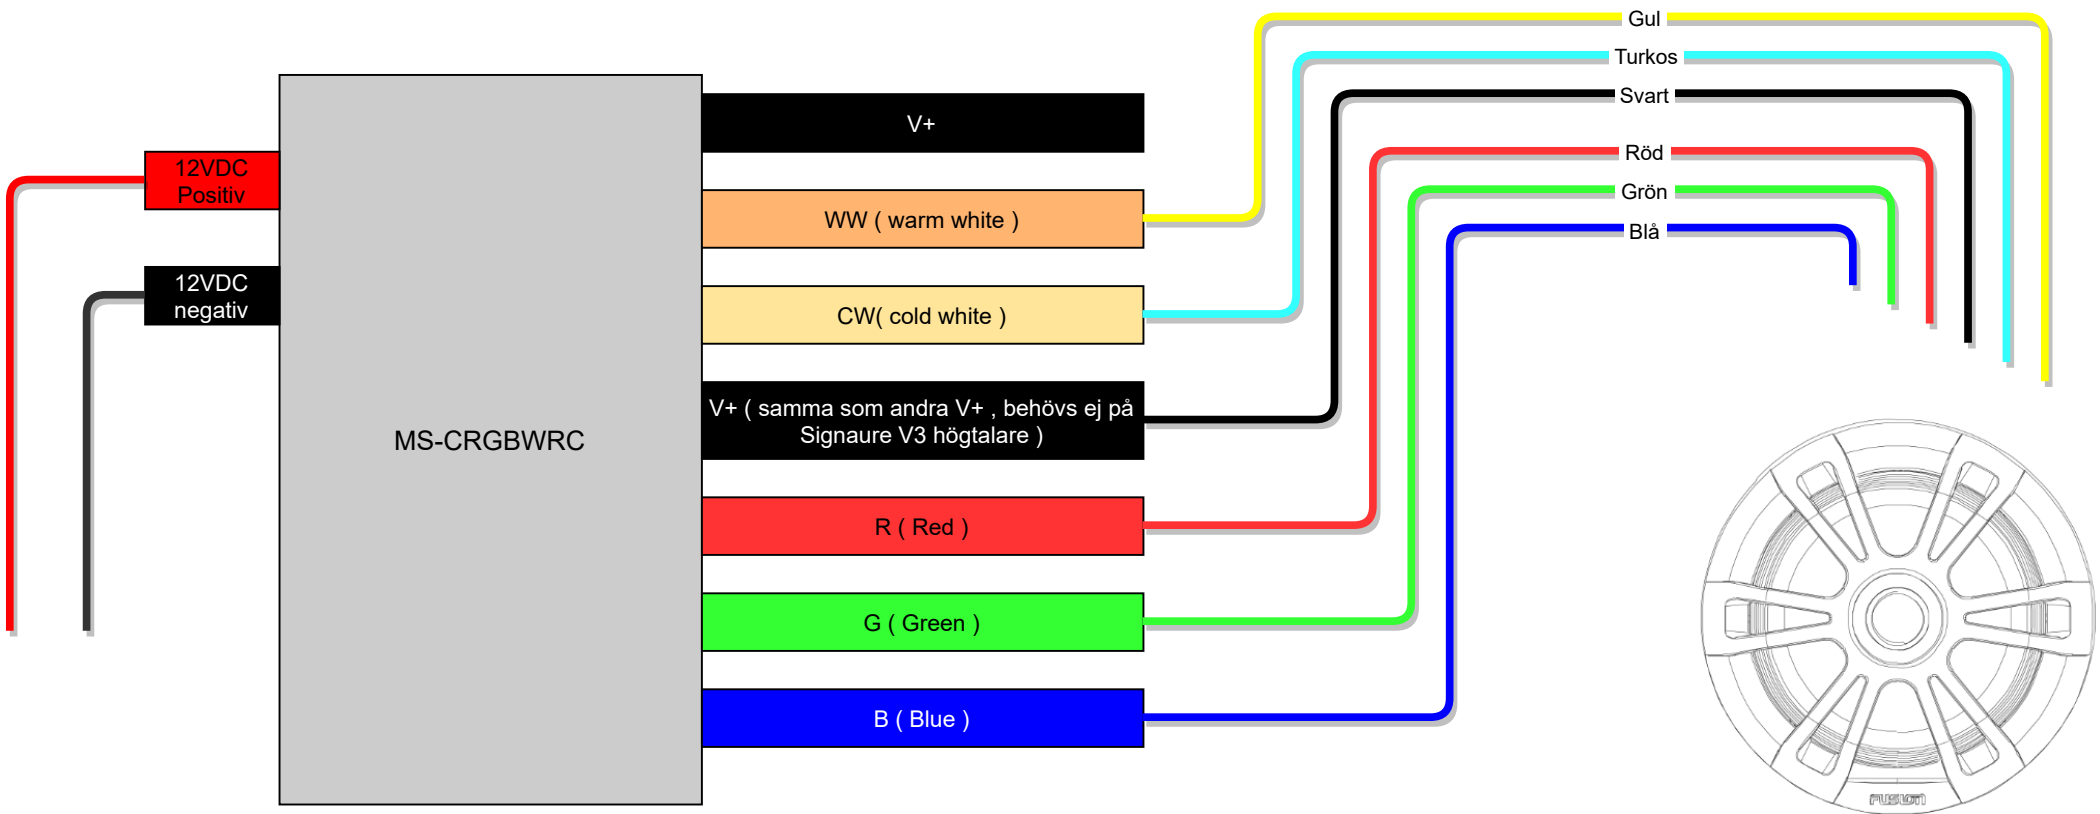 Gul
Turkos
Svart
Röd
Grön
Blå
12VDC
Positiv
12VDC
negativ
MS-CRGBWRC
V+
WW ( warm white )
CW( cold white )
V+ ( samma som andra V+ , behövs ej på
Signaure V3 högtalare )
R ( Red )
G ( Green )
B ( Blue )
FUSION